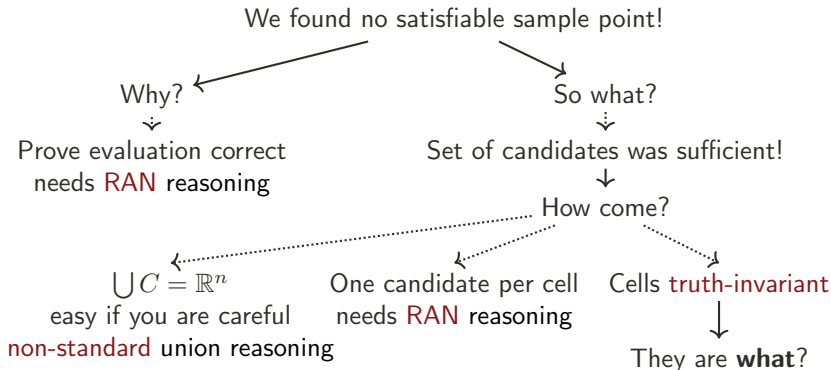 We found no satisfiable sample point!
Why?
So what?
Prove evaluation correct
needs RAN reasoning
Set of candidates was sufficient!
How come?
⋃ C = ℝⁿ
easy if you are careful
non-standard union reasoning
One candidate per cell
needs RAN reasoning
Cells truth-invariant
They are what?